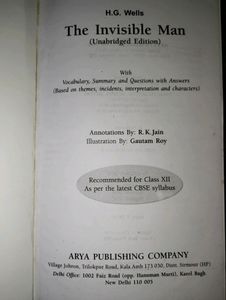 H.G. Wells
The Invisible Man
(Unabridged Edition)
With
Vocabulary, Summary and Questions with Answers
(Based on themes, incidents, interpretation and characters)
Annotations By: R.K. Jain
Illustration By: Gautam Roy
Recommended for Class XII
As per the latest CBSE syllabus
ARYA PUBLISHING COMPANY
Village Johron, Trilokpur Road, Kala Amb 173 030, Distt. Sirmour (HP)
Delhi Office: 1002 Faiz Road (opp. Hanuman Murti), Karol Bagh
New Delhi 110 005